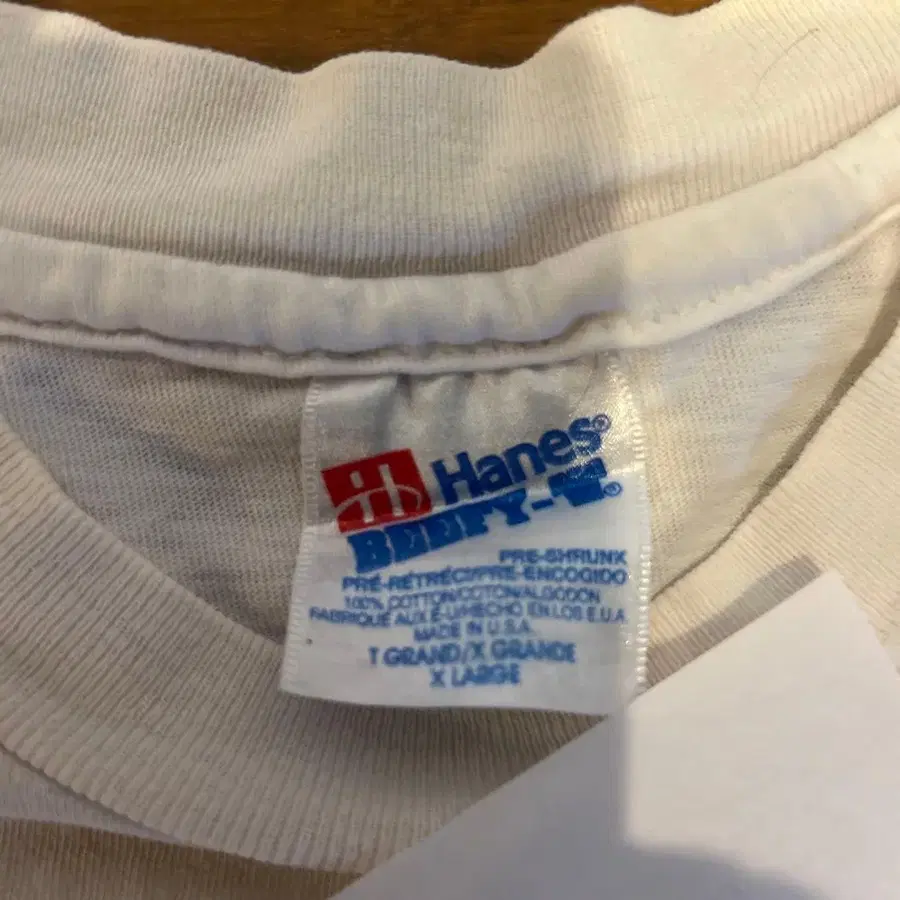 Hanes®
BEEFY-T®
PRE-SHRUNK
PRÉ-RÉTRÉCI/PRE-ENCOGIDO
100% COTTON/COTON/ALGODON
FABRIQUÉ AUX É-U/HECHO EN LOS E.U.A.
MADE IN U.S.A.
T GRAND/X GRANDE
X LARGE